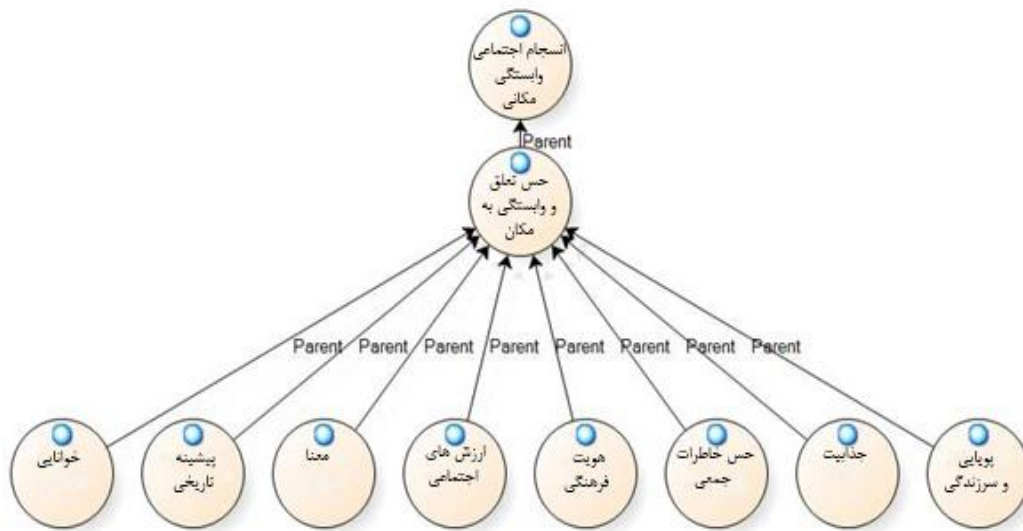 انسجام اجتماعی
وابستگی
مکانی
Parent
حس تعلق
و وابستگی به
مکان
Parent Parent Parent Parent Parent Parent Parent Parent
خوانایی
پیشینه
تاریخی
معنا
ارزش های
اجتماعی
هویت
فرهنگی
حس خاطرات
جمعی
جذابیت
پویایی
و سرزندگی